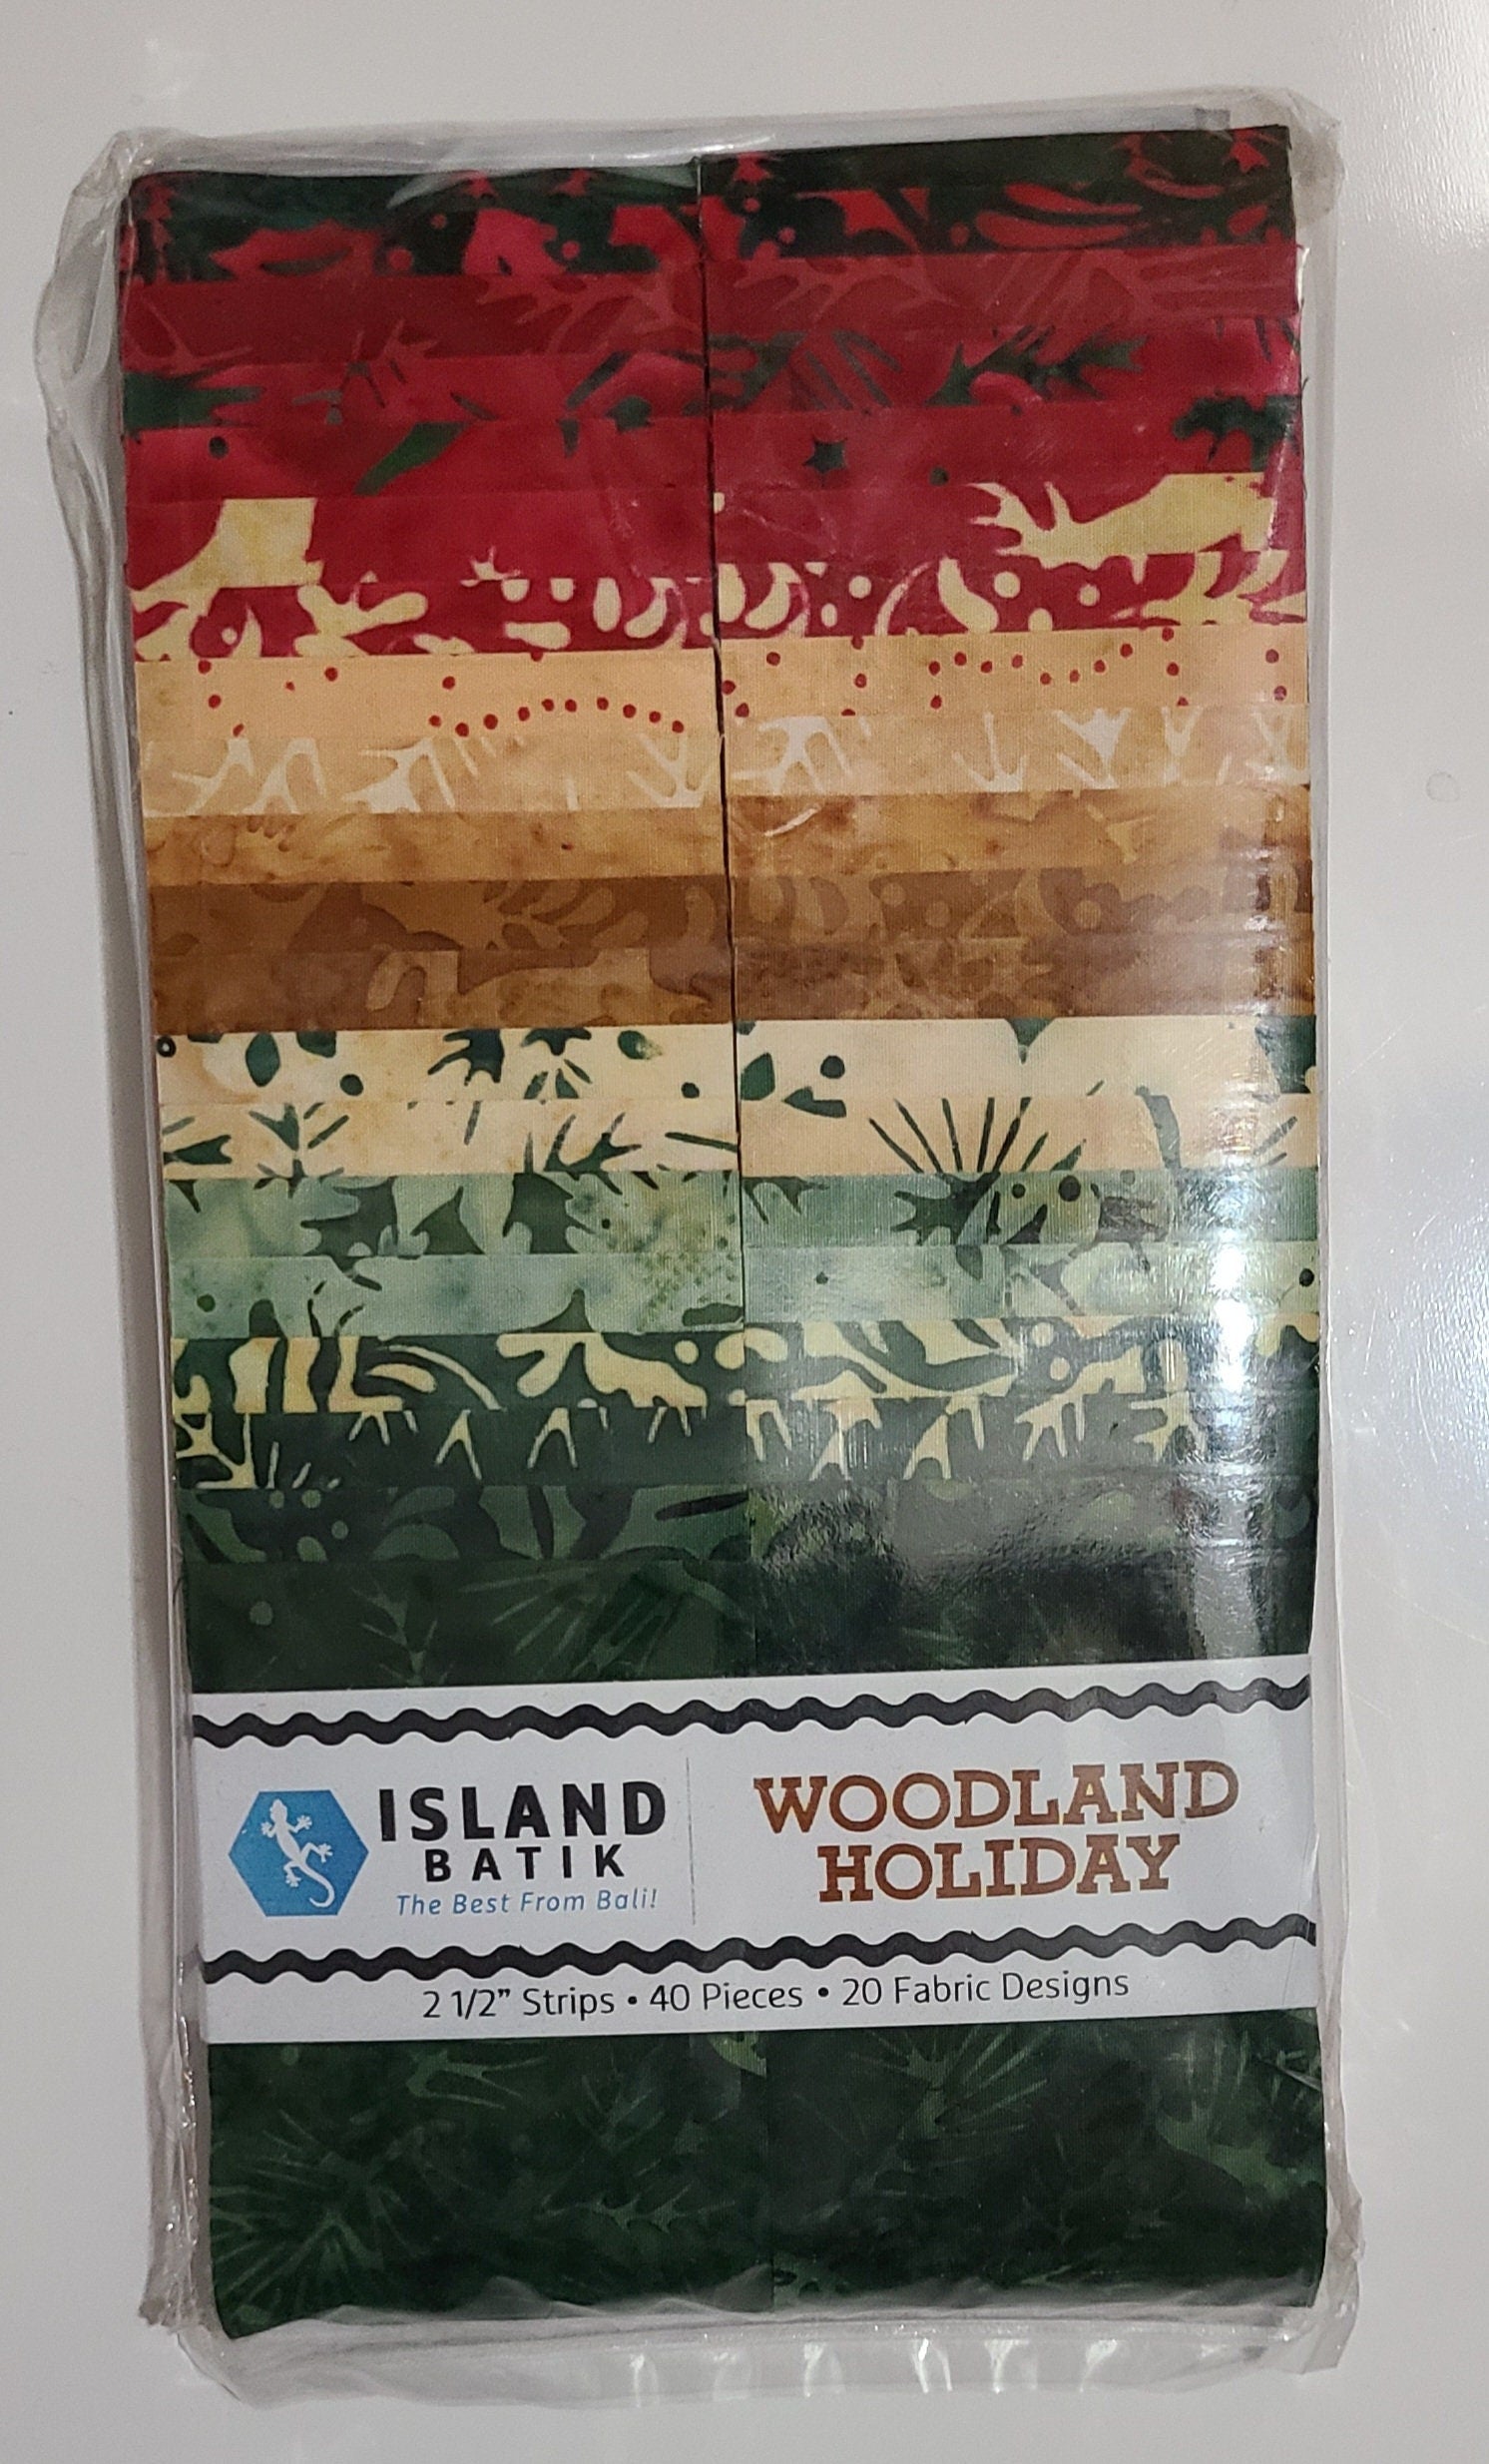 ISLAND
BATIK
The Best From Bali!
WOODLAND
HOLIDAY
2 1/2” Strips • 40 Pieces • 20 Fabric Designs